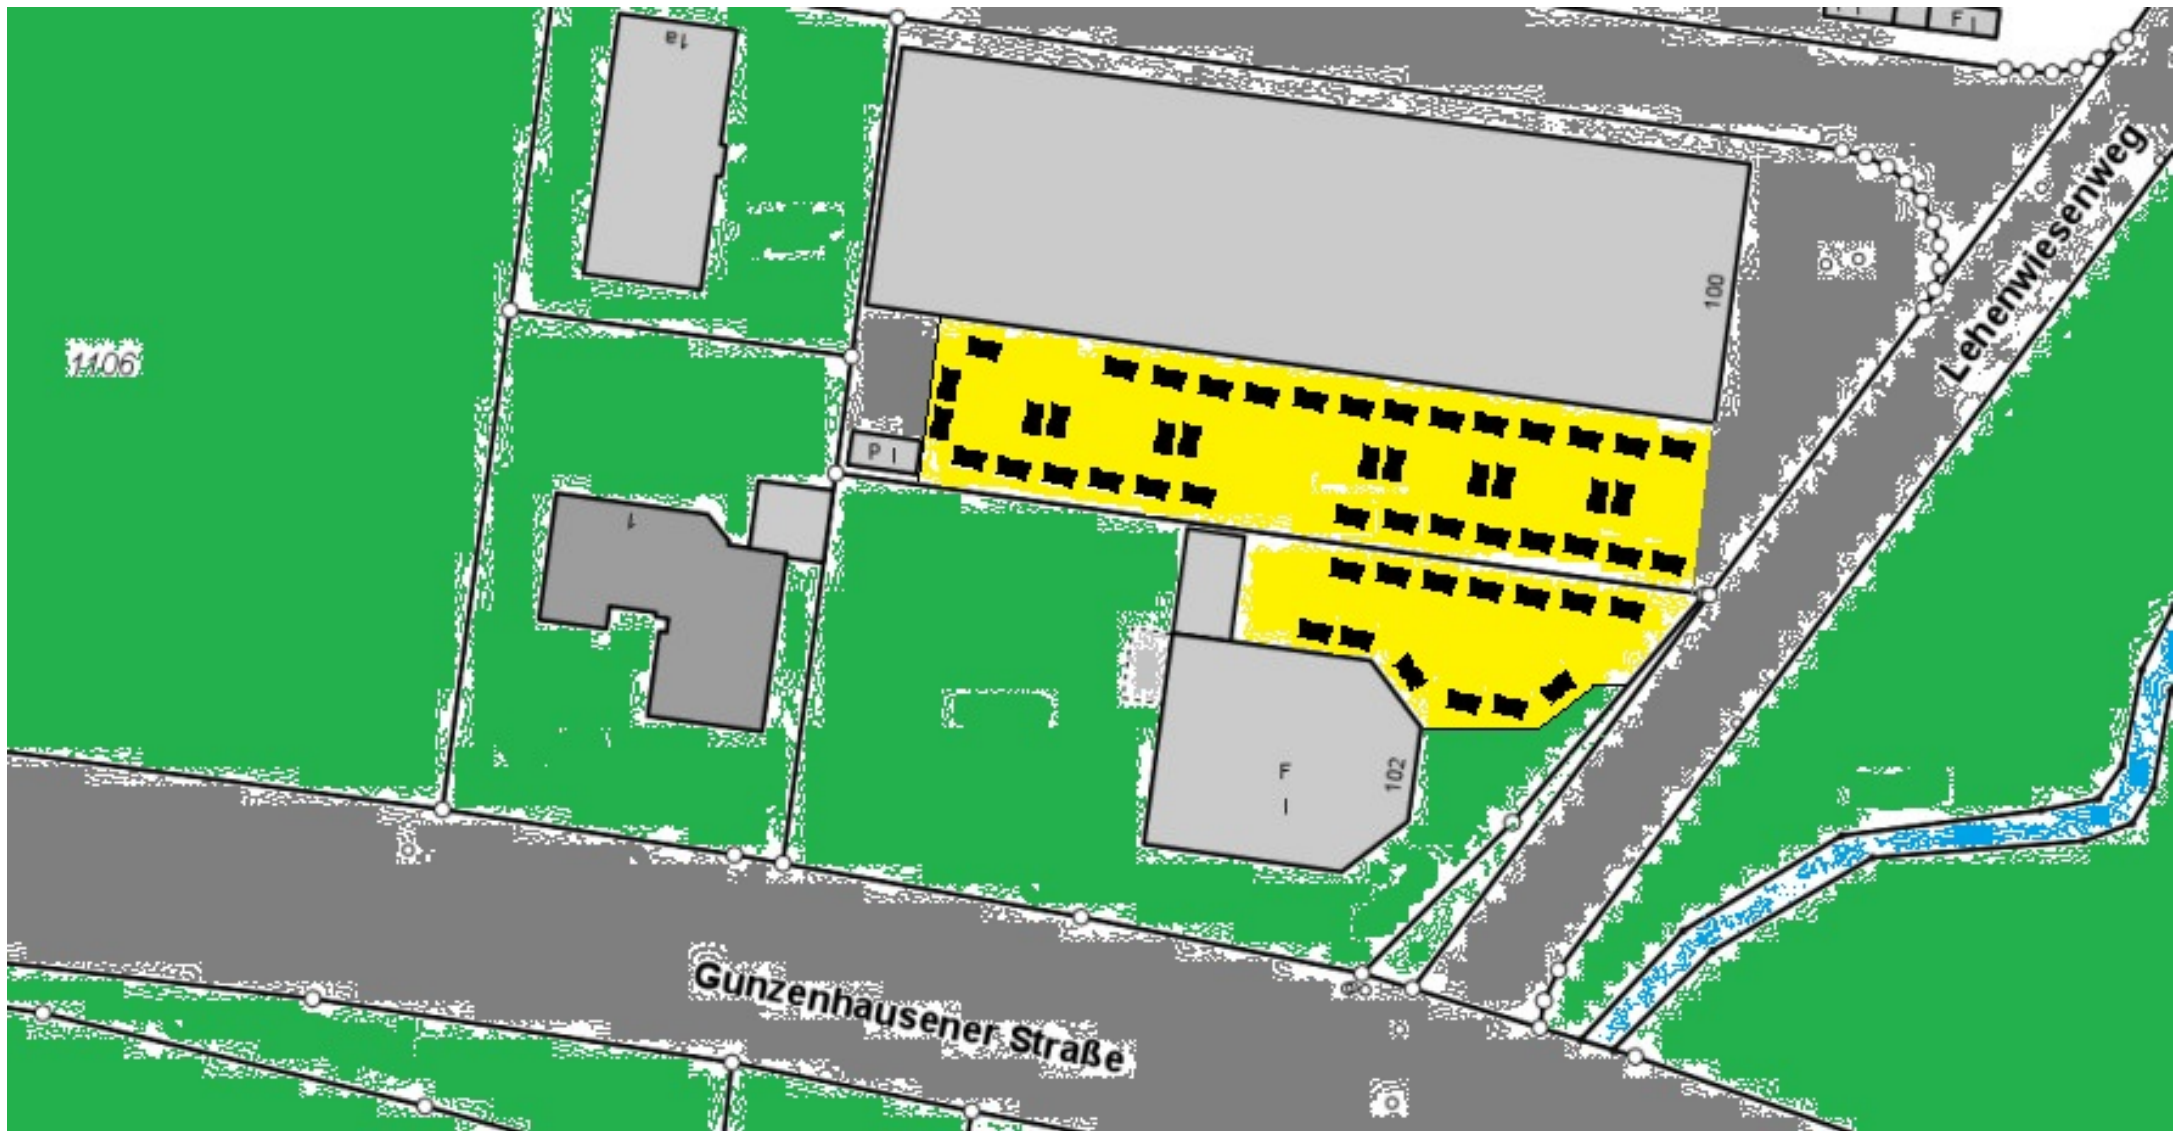 1a
F I
100
Lehenwiesenweg
1106
P I
1
F
I
102
Gunzenhausener Straße